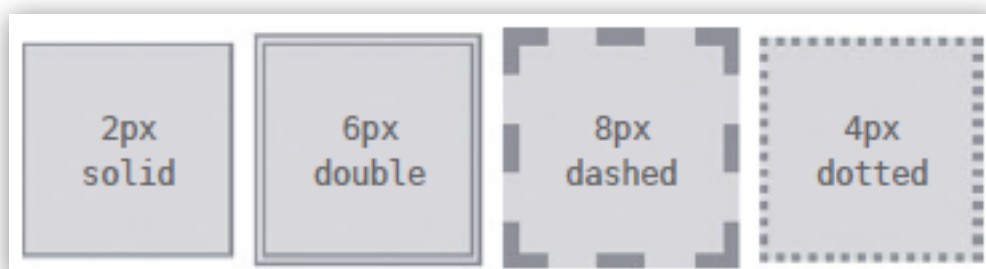 2px
solid
6px
double
8px
dashed
4px
dotted